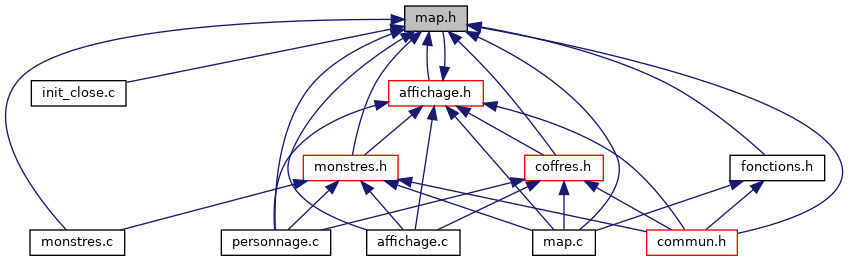 map.h
init_close.c
affichage.h
monstres.h
coffres.h
fonctions.h
monstres.c
personnage.c
affichage.c
map.c
commun.h